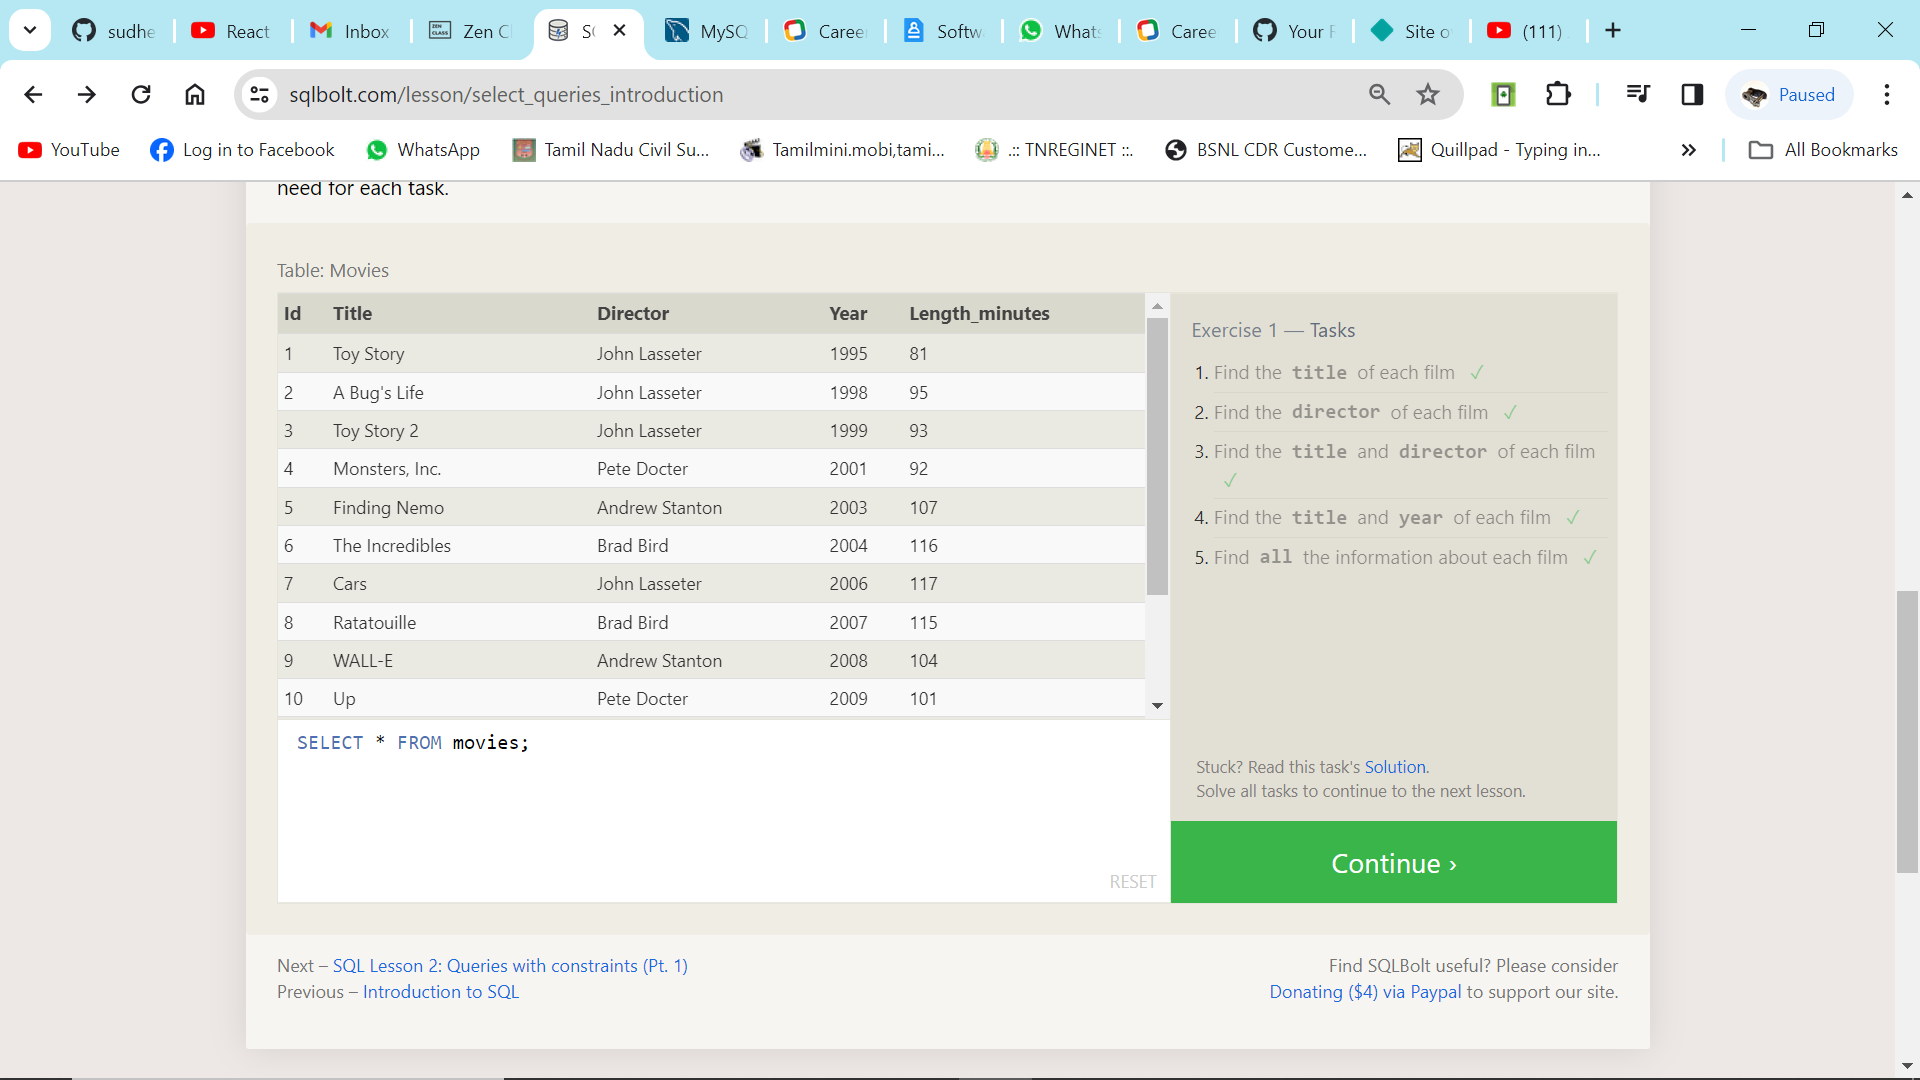 sudhe
React
Inbox
Zen Cl
SC
MySQ
Caree
Softw
Whats
Caree
Your F
Site o
(111)
sqlbolt.com/lesson/select_queries_introduction
Paused
YouTube
Log in to Facebook
WhatsApp
Tamil Nadu Civil Su...
Tamilmini.mobi,tami...
.:: TNREGINET ::.
BSNL CDR Custome...
Quillpad - Typing in...
All Bookmarks
need for each task.
Table: Movies
Id Title Director Year Length_minutes
1 Toy Story John Lasseter 1995 81
2 A Bug's Life John Lasseter 1998 95
3 Toy Story 2 John Lasseter 1999 93
4 Monsters, Inc. Pete Docter 2001 92
5 Finding Nemo Andrew Stanton 2003 107
6 The Incredibles Brad Bird 2004 116
7 Cars John Lasseter 2006 117
8 Ratatouille Brad Bird 2007 115
9 WALL-E Andrew Stanton 2008 104
10 Up Pete Docter 2009 101
SELECT * FROM movies;
RESET
Exercise 1 — Tasks
1. Find the title of each film ✓
2. Find the director of each film ✓
3. Find the title and director of each film
✓
4. Find the title and year of each film ✓
5. Find all the information about each film ✓
Stuck? Read this task's Solution.
Solve all tasks to continue to the next lesson.
Continue ›
Next – SQL Lesson 2: Queries with constraints (Pt. 1)
Previous – Introduction to SQL
Find SQLBolt useful? Please consider
Donating ($4) via Paypal to support our site.